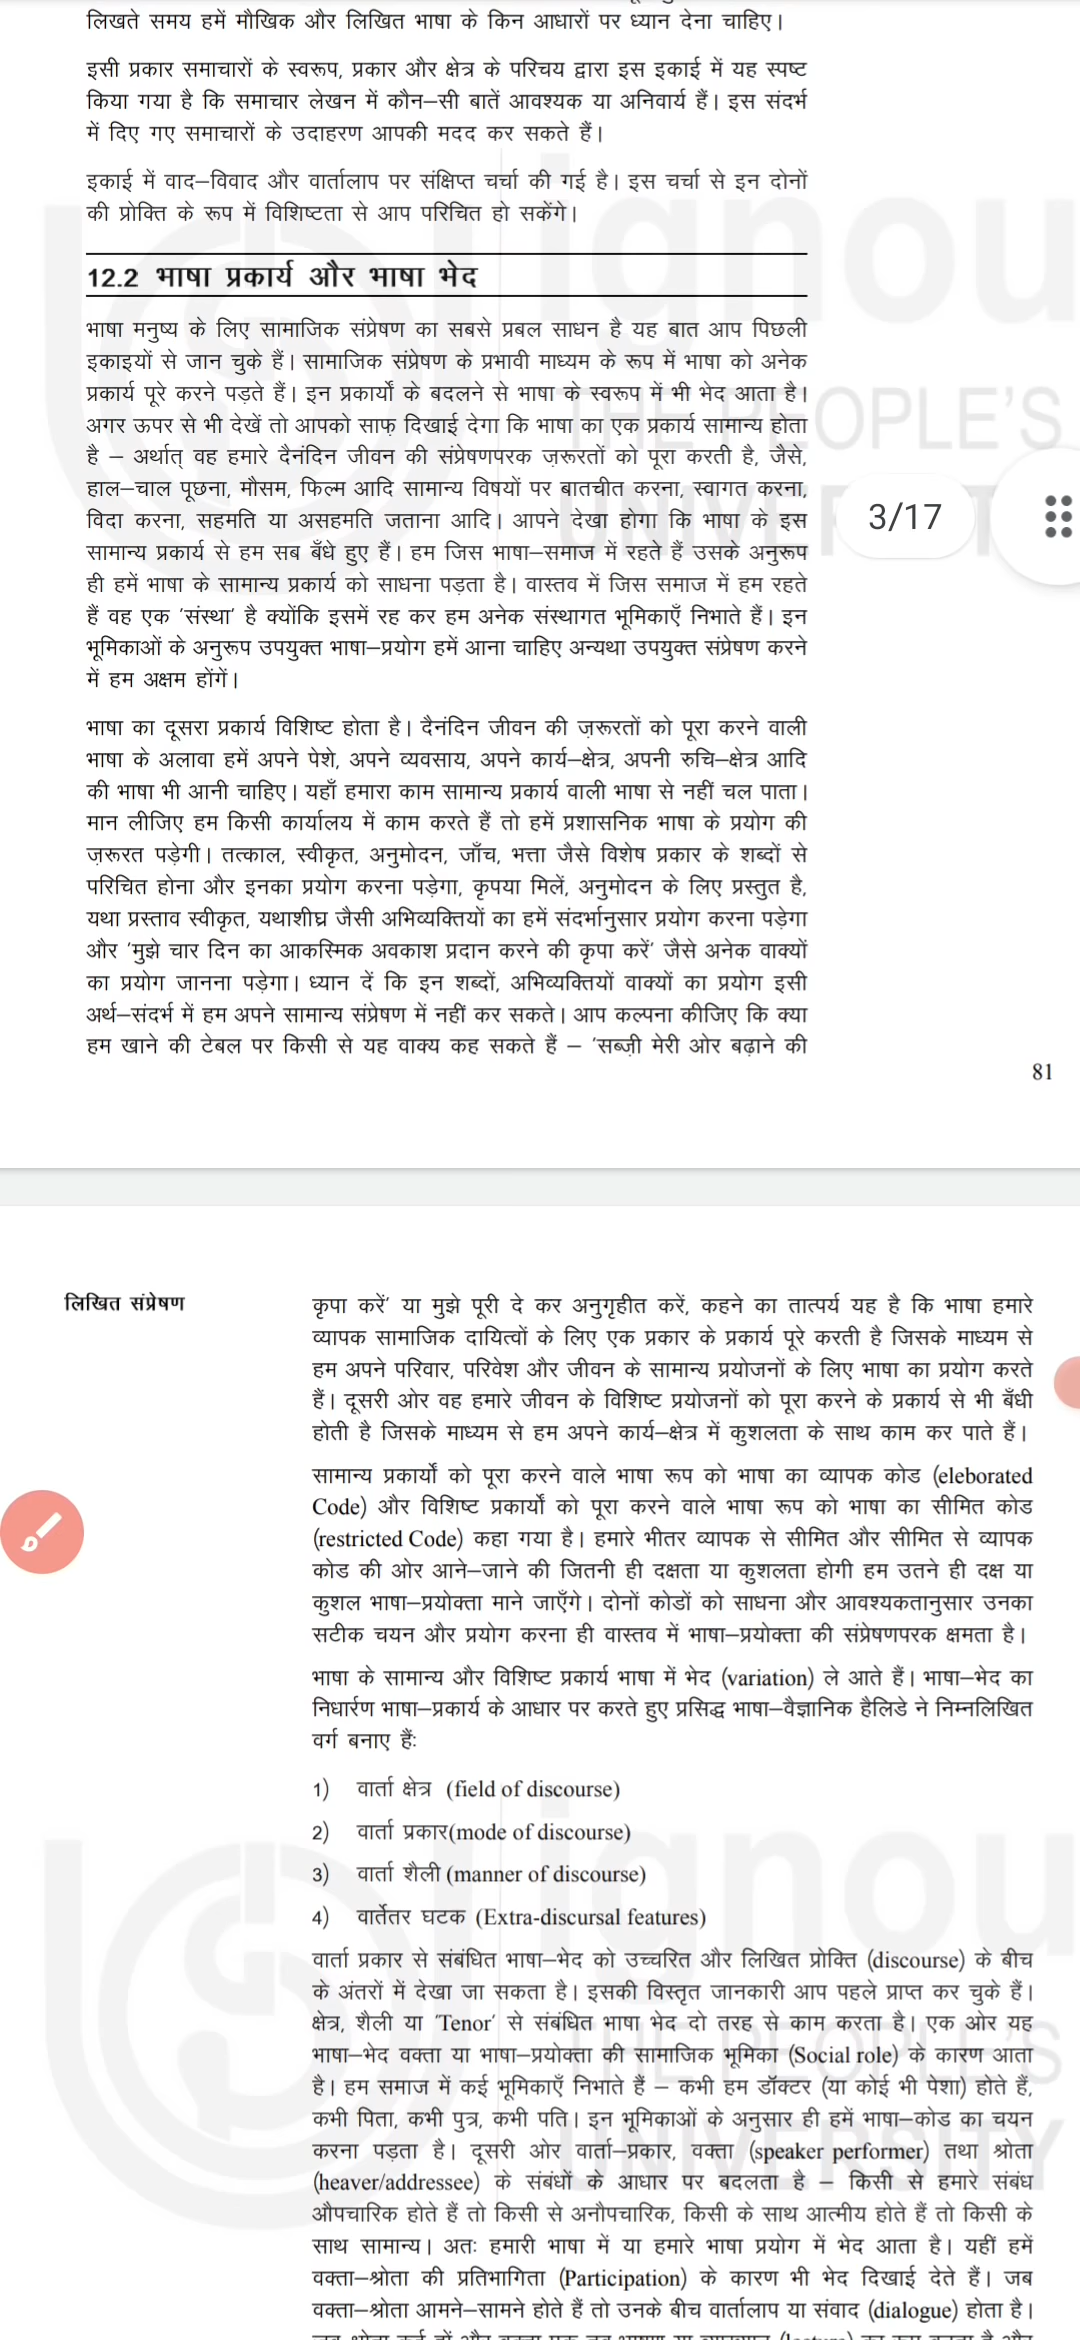 लिखते समय हमें मौखिक और लिखित भाषा के किन आधारों पर ध्यान देना चाहिए।
इसी प्रकार समाचारों के स्वरूप, प्रकार और क्षेत्र के परिचय द्वारा इस इकाई में यह स्पष्ट
किया गया है कि समाचार लेखन में कौन–सी बातें आवश्यक या अनिवार्य हैं। इस संदर्भ
में दिए गए समाचारों के उदाहरण आपकी मदद कर सकते हैं।
इकाई में वाद–विवाद और वार्तालाप पर संक्षिप्त चर्चा की गई है। इस चर्चा से इन दोनों
की प्रोक्ति के रूप में विशिष्टता से आप परिचित हो सकेंगे।
12.2 भाषा प्रकार्य और भाषा भेद
भाषा मनुष्य के लिए सामाजिक संप्रेषण का सबसे प्रबल साधन है यह बात आप पिछली
इकाइयों से जान चुके हैं। सामाजिक संप्रेषण के प्रभावी माध्यम के रूप में भाषा को अनेक
प्रकार्य पूरे करने पड़ते हैं। इन प्रकार्यों के बदलने से भाषा के स्वरूप में भी भेद आता है।
अगर ऊपर से भी देखें तो आपको साफ़ दिखाई देगा कि भाषा का एक प्रकार्य सामान्य होता
है – अर्थात् वह हमारे दैनंदिन जीवन की संप्रेषणपरक ज़रूरतों को पूरा करती है, जैसे,
हाल–चाल पूछना, मौसम, फिल्म आदि सामान्य विषयों पर बातचीत करना, स्वागत करना,
विदा करना, सहमति या असहमति जताना आदि। आपने देखा होगा कि भाषा के इस
सामान्य प्रकार्य से हम सब बँधे हुए हैं। हम जिस भाषा–समाज में रहते हैं उसके अनुरूप
ही हमें भाषा के सामान्य प्रकार्य को साधना पड़ता है। वास्तव में जिस समाज में हम रहते
हैं वह एक 'संस्था' है क्योंकि इसमें रह कर हम अनेक संस्थागत भूमिकाएँ निभाते हैं। इन
भूमिकाओं के अनुरूप उपयुक्त भाषा–प्रयोग हमें आना चाहिए अन्यथा उपयुक्त संप्रेषण करने
में हम अक्षम होंगें।
3/17
भाषा का दूसरा प्रकार्य विशिष्ट होता है। दैनंदिन जीवन की ज़रूरतों को पूरा करने वाली
भाषा के अलावा हमें अपने पेशे, अपने व्यवसाय, अपने कार्य–क्षेत्र, अपनी रुचि–क्षेत्र आदि
की भाषा भी आनी चाहिए। यहाँ हमारा काम सामान्य प्रकार्य वाली भाषा से नहीं चल पाता।
मान लीजिए हम किसी कार्यालय में काम करते हैं तो हमें प्रशासनिक भाषा के प्रयोग की
ज़रूरत पड़ेगी। तत्काल, स्वीकृत, अनुमोदन, जाँच, भत्ता जैसे विशेष प्रकार के शब्दों से
परिचित होना और इनका प्रयोग करना पड़ेगा, कृपया मिलें, अनुमोदन के लिए प्रस्तुत है,
यथा प्रस्ताव स्वीकृत, यथाशीघ्र जैसी अभिव्यक्तियों का हमें संदर्भानुसार प्रयोग करना पड़ेगा
और 'मुझे चार दिन का आकस्मिक अवकाश प्रदान करने की कृपा करें' जैसे अनेक वाक्यों
का प्रयोग जानना पड़ेगा। ध्यान दें कि इन शब्दों, अभिव्यक्तियों वाक्यों का प्रयोग इसी
अर्थ–संदर्भ में हम अपने सामान्य संप्रेषण में नहीं कर सकते। आप कल्पना कीजिए कि क्या
हम खाने की टेबल पर किसी से यह वाक्य कह सकते हैं – 'सब्ज़ी मेरी ओर बढ़ाने की
81
लिखित संप्रेषण
कृपा करें' या मुझे पूरी दे कर अनुगृहीत करें, कहने का तात्पर्य यह है कि भाषा हमारे
व्यापक सामाजिक दायित्वों के लिए एक प्रकार के प्रकार्य पूरे करती है जिसके माध्यम से
हम अपने परिवार, परिवेश और जीवन के सामान्य प्रयोजनों के लिए भाषा का प्रयोग करते
हैं। दूसरी ओर वह हमारे जीवन के विशिष्ट प्रयोजनों को पूरा करने के प्रकार्य से भी बँधी
होती है जिसके माध्यम से हम अपने कार्य–क्षेत्र में कुशलता के साथ काम कर पाते हैं।
सामान्य प्रकार्यों को पूरा करने वाले भाषा रूप को भाषा का व्यापक कोड (eleborated
Code) और विशिष्ट प्रकार्यों को पूरा करने वाले भाषा रूप को भाषा का सीमित कोड
(restricted Code) कहा गया है। हमारे भीतर व्यापक से सीमित और सीमित से व्यापक
कोड की ओर आने–जाने की जितनी ही दक्षता या कुशलता होगी हम उतने ही दक्ष या
कुशल भाषा–प्रयोक्ता माने जाएँगे। दोनों कोडों को साधना और आवश्यकतानुसार उनका
सटीक चयन और प्रयोग करना ही वास्तव में भाषा–प्रयोक्ता की संप्रेषणपरक क्षमता है।
भाषा के सामान्य और विशिष्ट प्रकार्य भाषा में भेद (variation) ले आते हैं। भाषा–भेद का
निर्धारण भाषा–प्रकार्य के आधार पर करते हुए प्रसिद्ध भाषा–वैज्ञानिक हैलिडे ने निम्नलिखित
वर्ग बनाए हैं:
1) वार्ता क्षेत्र (field of discourse)
2) वार्ता प्रकार(mode of discourse)
3) वार्ता शैली (manner of discourse)
4) वार्तेतर घटक (Extra-discursal features)
वार्ता प्रकार से संबंधित भाषा–भेद को उच्चरित और लिखित प्रोक्ति (discourse) के बीच
के अंतरों में देखा जा सकता है। इसकी विस्तृत जानकारी आप पहले प्राप्त कर चुके हैं।
क्षेत्र, शैली या 'Tenor' से संबंधित भाषा भेद दो तरह से काम करता है। एक ओर यह
भाषा–भेद वक्ता या भाषा–प्रयोक्ता की सामाजिक भूमिका (Social role) के कारण आता
है। हम समाज में कई भूमिकाएँ निभाते हैं – कभी हम डॉक्टर (या कोई भी पेशा) होते हैं,
कभी पिता, कभी पुत्र, कभी पति। इन भूमिकाओं के अनुसार ही हमें भाषा–कोड का चयन
करना पड़ता है। दूसरी ओर वार्ता–प्रकार, वक्ता (speaker performer) तथा श्रोता
(heaver/addressee) के संबंधों के आधार पर बदलता है – किसी से हमारे संबंध
औपचारिक होते हैं तो किसी से अनौपचारिक, किसी के साथ आत्मीय होते हैं तो किसी के
साथ सामान्य। अतः हमारी भाषा में या हमारे भाषा प्रयोग में भेद आता है। यहीं हमें
वक्ता–श्रोता की प्रतिभागिता (Participation) के कारण भी भेद दिखाई देते हैं। जब
वक्ता–श्रोता आमने–सामने होते हैं तो उनके बीच वार्तालाप या संवाद (dialogue) होता है।
ignou
THE PEOPLE'S
UNIVERSITY